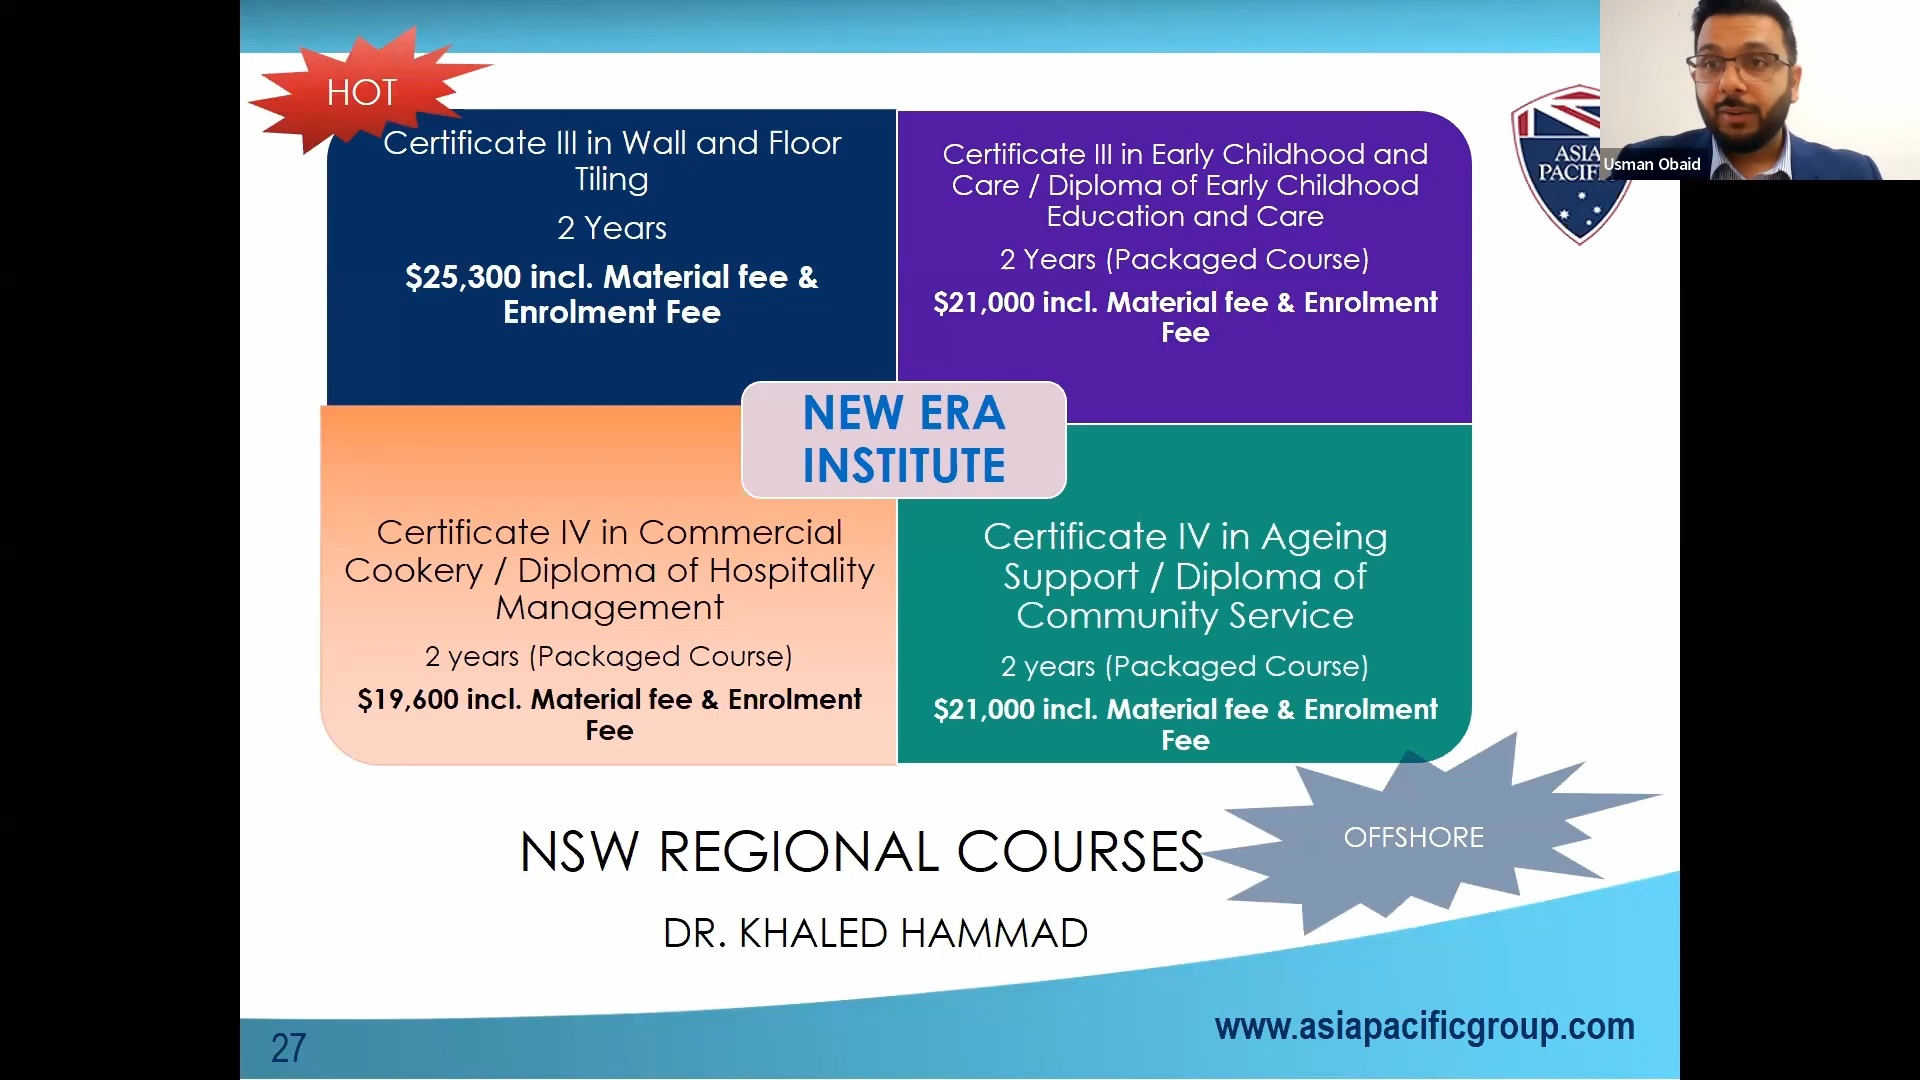 HOT
Certificate III in Wall and Floor
Tiling
2 Years
$25,300 incl. Material fee &
Enrolment Fee
Certificate III in Early Childhood and
Care / Diploma of Early Childhood
Education and Care
2 Years (Packaged Course)
$21,000 incl. Material fee & Enrolment
Fee
ASIA
Usman Obaid
NEW ERA
INSTITUTE
Certificate IV in Commercial
Cookery / Diploma of Hospitality
Management
2 years (Packaged Course)
$19,600 incl. Material fee & Enrolment
Fee
Certificate IV in Ageing
Support / Diploma of
Community Service
2 years (Packaged Course)
$21,000 incl. Material fee & Enrolment
Fee
NSW REGIONAL COURSES
OFFSHORE
DR. KHALED HAMMAD
www.asiapacificgroup.com
27